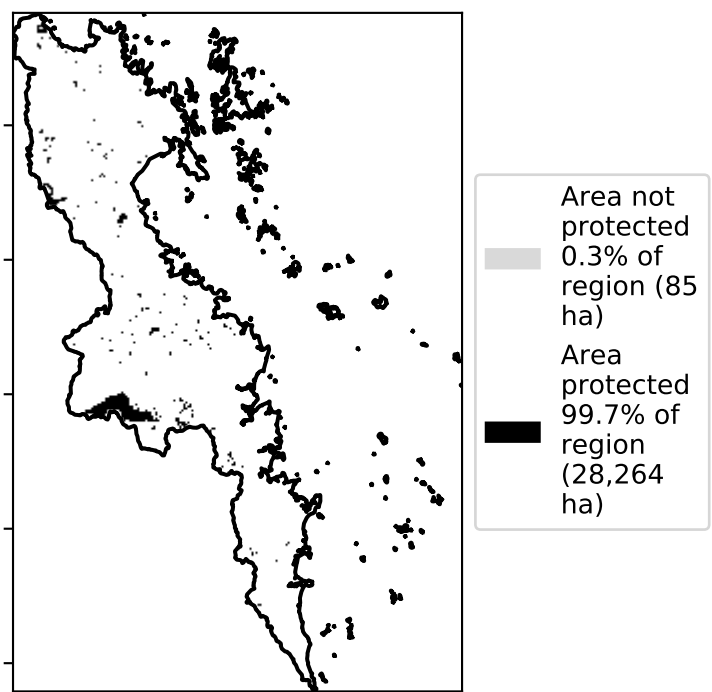 Area not
protected
0.3% of
region (85
ha)
Area
protected
99.7% of
region
(28,264
ha)